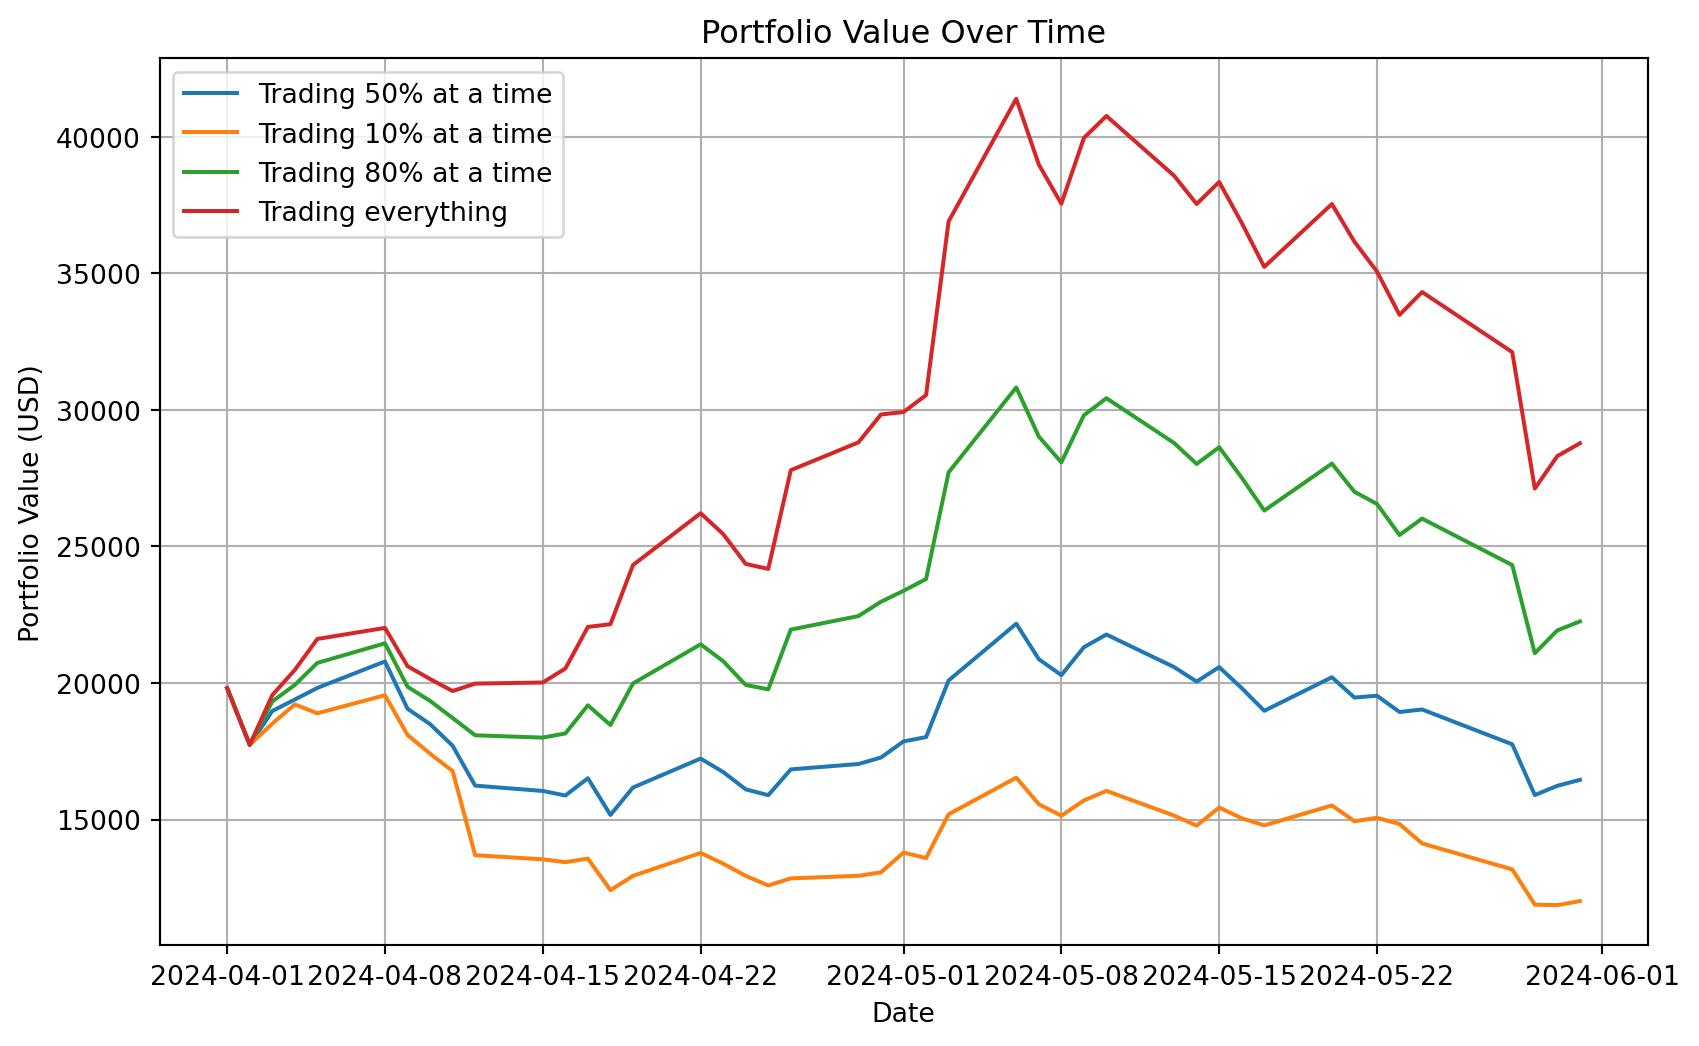 Portfolio Value Over Time
Trading 50% at a time
Trading 10% at a time
Trading 80% at a time
Trading everything
Portfolio Value (USD)
40000
35000
30000
25000
20000
15000
2024-04-01 2024-04-08 2024-04-15 2024-04-22 2024-05-01 2024-05-08 2024-05-15 2024-05-22 2024-06-01
Date